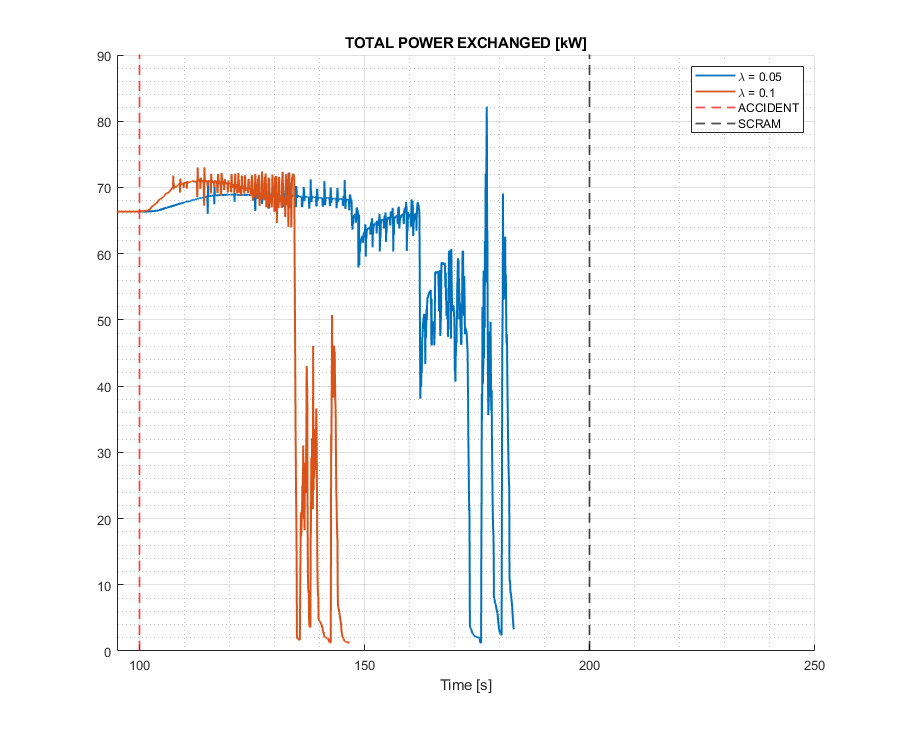 TOTAL POWER EXCHANGED [kW]
90
80
70
60
50
40
30
20
10
0
100
150
200
250
Time [s]
λ = 0.05
λ = 0.1
ACCIDENT
SCRAM